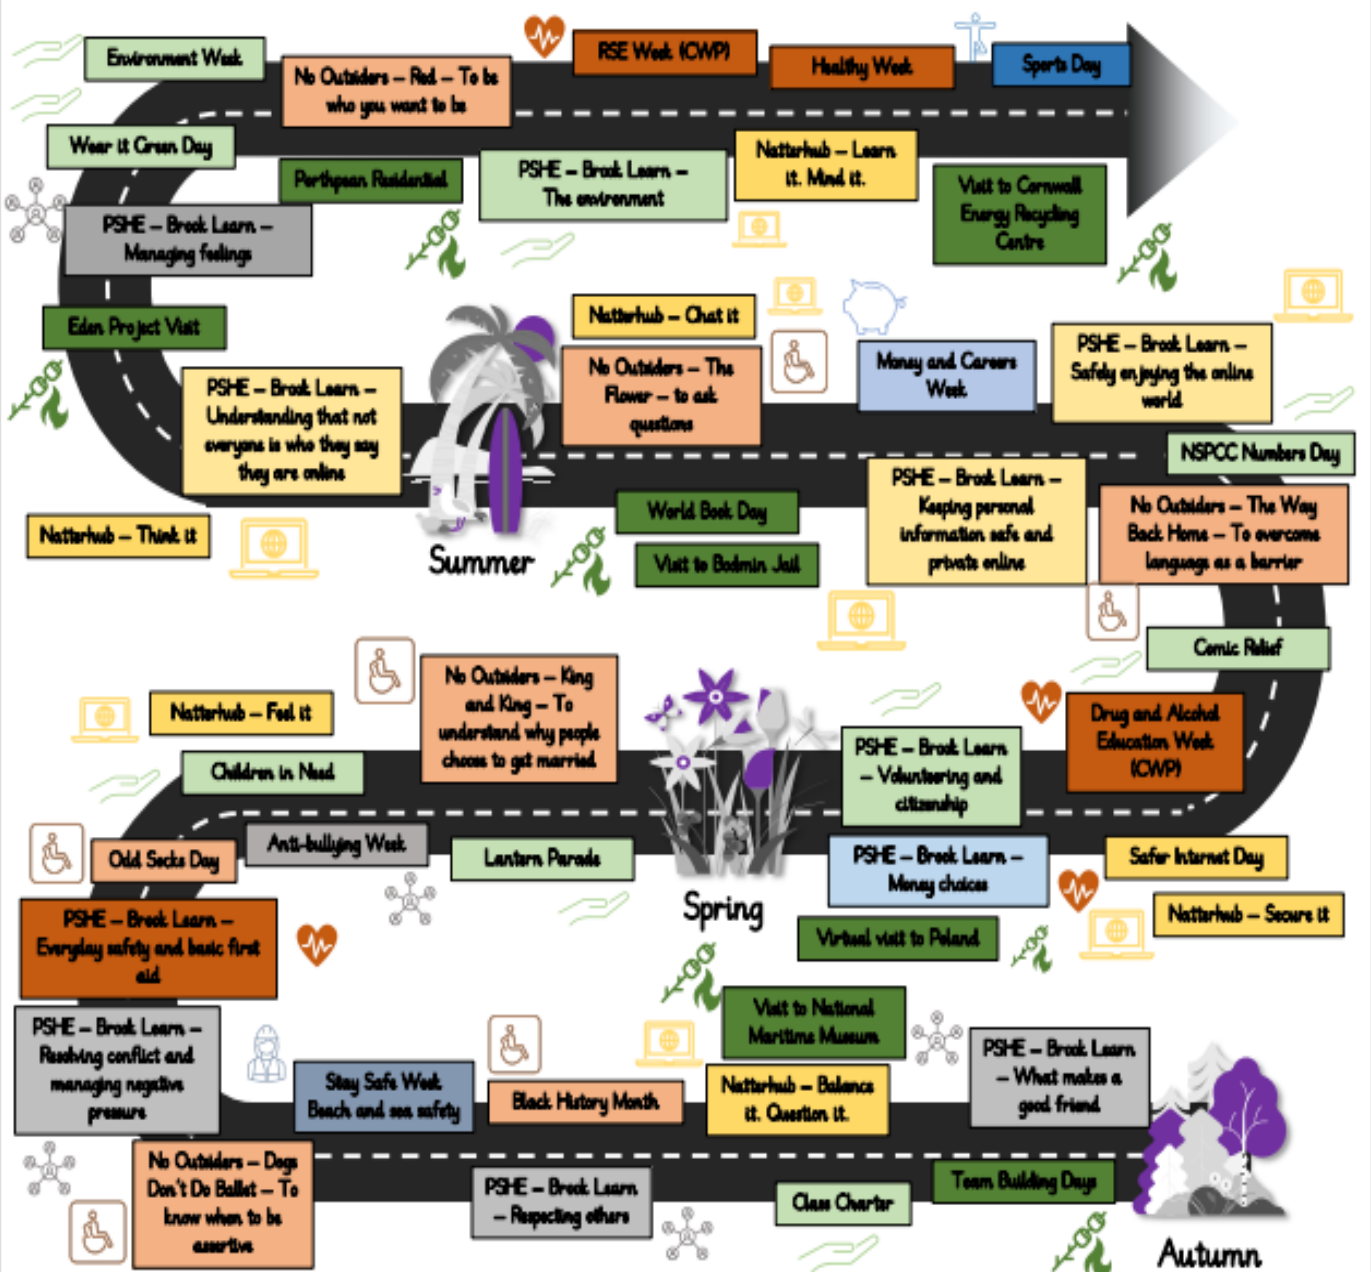 Environment Week
No Outsiders – Red – To be
who you want to be
RSE Week (CWP)
Healthy Week
Sports Day
Wear it Green Day
Porthpean Residential
PSHE – Brook Learn –
The environment
Natterhub – Learn
it. Mind it.
Visit to Cornwall
Energy Recycling
Centre
PSHE – Brook Learn –
Managing feelings
Eden Project Visit
PSHE – Brook Learn –
Understanding that not
everyone is who they say
they are online
Natterhub – Think it
Summer
Natterhub – Chat it
No Outsiders – The
Flower – to ask
questions
Money and Careers
Week
PSHE – Brook Learn –
Safely enjoying the online
world
NSPCC Numbers Day
World Book Day
Visit to Bodmin Jail
PSHE – Brook Learn –
Keeping personal
information safe and
private online
No Outsiders – The Way
Back Home – To overcome
language as a barrier
Comic Relief
Natterhub – Feel it
Children in Need
No Outsiders – King
and King – To
understand why people
choose to get married
PSHE – Brook Learn
– Volunteering and
citizenship
Drug and Alcohol
Education Week
(CWP)
Odd Socks Day
Anti-bullying Week
Lantern Parade
Spring
PSHE – Brook Learn –
Money choices
Safer Internet Day
Natterhub – Secure it
Virtual visit to Poland
PSHE – Brook Learn –
Everyday safety and basic first
aid
PSHE – Brook Learn –
Resolving conflict and
managing negative
pressure
Stay Safe Week
Beach and sea safety
Black History Month
Visit to National
Maritime Museum
Natterhub – Balance
it. Question it.
PSHE – Brook Learn
– What makes a
good friend
No Outsiders – Dogs
Don't Do Ballet – To
know when to be
assertive
PSHE – Brook Learn
– Respecting others
Class Charter
Team Building Days
Autumn